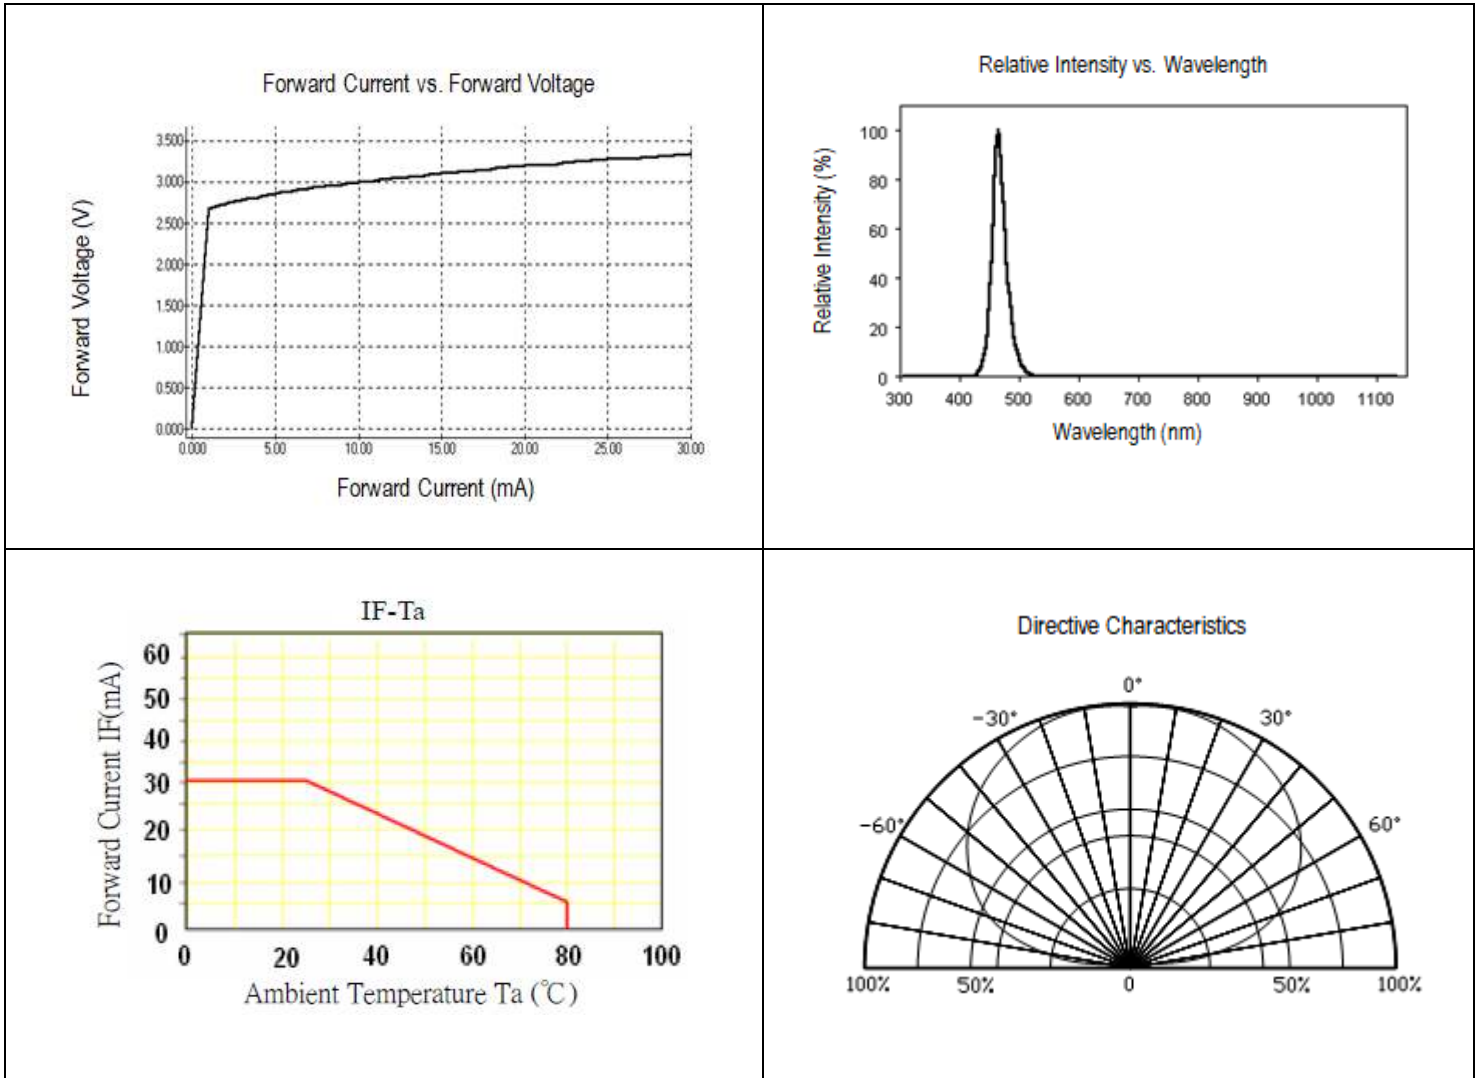 Forward Current vs. Forward Voltage
3.500
3.000
2.500
2.000
1.500
1.000
0.500
0.000
Forward Voltage (V)
0.000 5.00 10.00 15.00 20.00 25.00 30.00
Forward Current (mA)
Relative Intensity vs. Wavelength
100
80
60
40
20
0
Relative Intensity (%)
300 400 500 600 700 800 900 1000 1100
Wavelength (nm)
IF-Ta
60
50
40
30
20
10
0
Forward Current IF(mA)
0 20 40 60 80 100
Ambient Temperature Ta (℃)
Directive Characteristics
0°
-30° 30°
-60° 60°
100% 50% 0 50% 100%